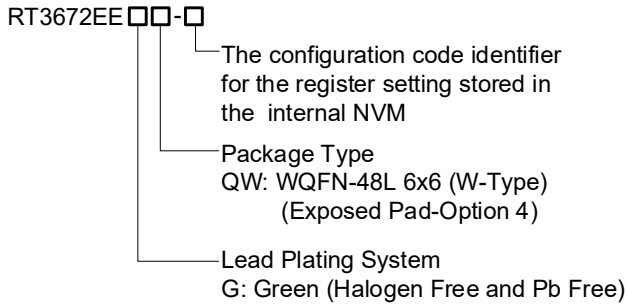 RT3672EE□□-□
The configuration code identifier
for the register setting stored in
the internal NVM
Package Type
QW: WQFN-48L 6x6 (W-Type)
(Exposed Pad-Option 4)
Lead Plating System
G: Green (Halogen Free and Pb Free)